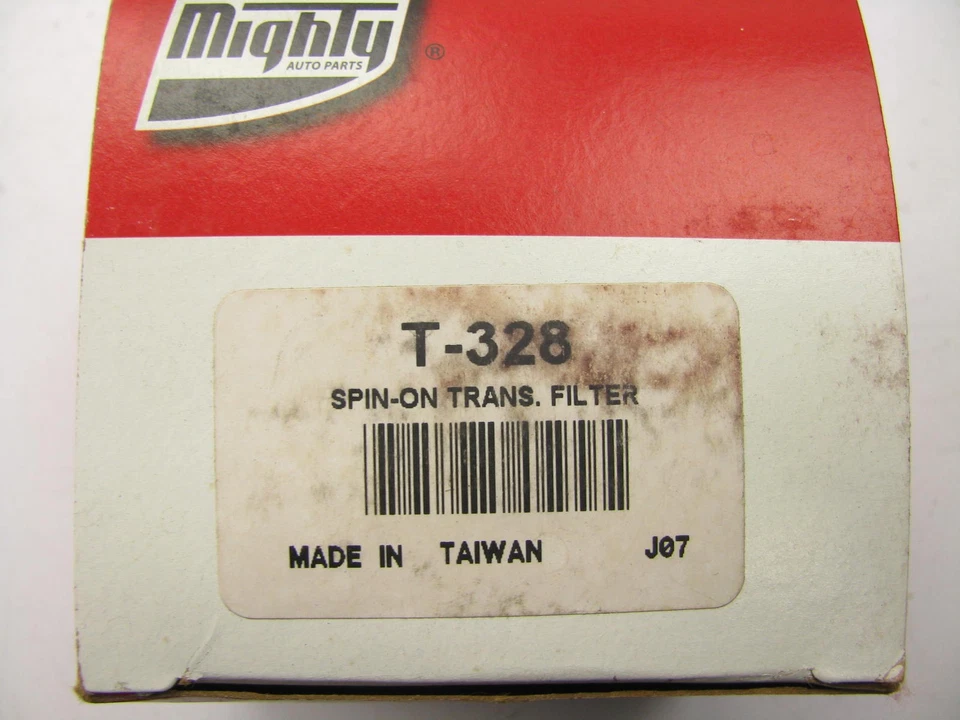 Mighty ®
AUTO PARTS
T-328
SPIN-ON TRANS. FILTER
MADE IN TAIWAN J07